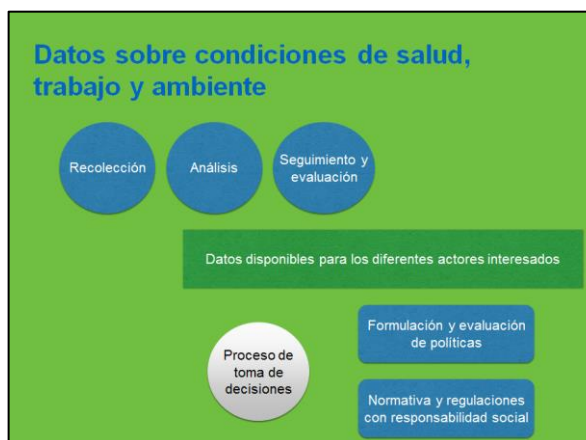 Datos sobre condiciones de salud,
trabajo y ambiente
Recolección
Análisis
Seguimiento y
evaluación
Datos disponibles para los diferentes actores interesados
Proceso de
toma de
decisiones
Formulación y evaluación
de políticas
Normativa y regulaciones
con responsabilidad social